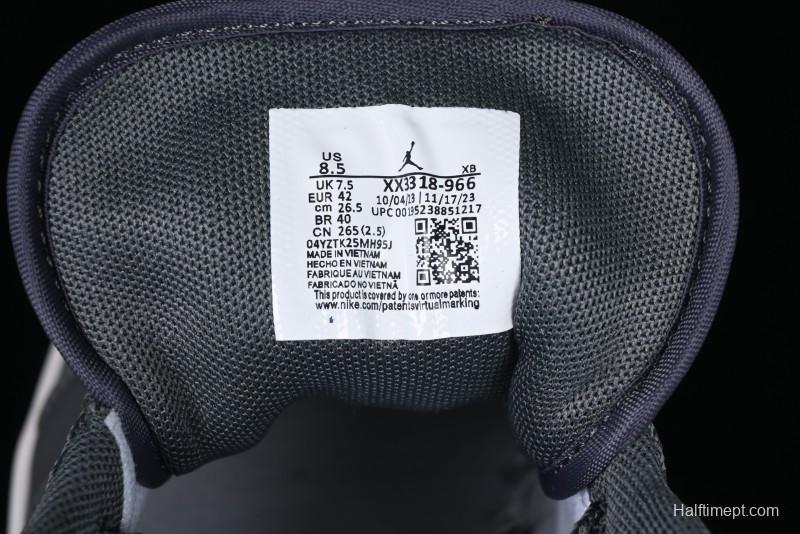 US
8.5
XB
UK 7.5 XX3318-966
EUR 42 10/04/23 | 11/17/23
cm 26.5 UPC 00195238851217
BR 40
CN 265 (2.5)
04YZTK25MH95J
MADE IN VIETNAM
HECHO EN VIETNAM
FABRIQUE AU VIETNAM
FABRICADO NO VIETNÃ
This product is covered by one or more patents:
www.nike.com/patentsvirtualmarking
Halftimept.com/